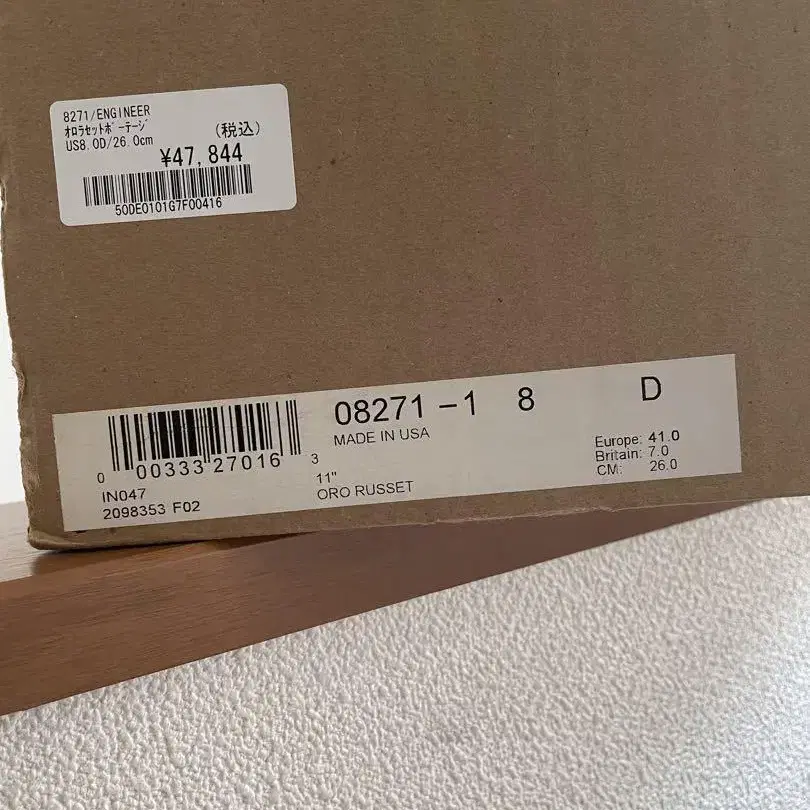 8271/ENGINEER
ｵﾛﾗｾｯﾄﾎﾟｰﾃｰｼﾞ
US8.0D/26.0cm
(税込)
¥47,844
50DE0101G7F00416
08271-1 8 D
MADE IN USA
0 00333 27016 3
11"
ORO RUSSET
IN047
2098353 F02
Europe: 41.0
Britain: 7.0
CM: 26.0